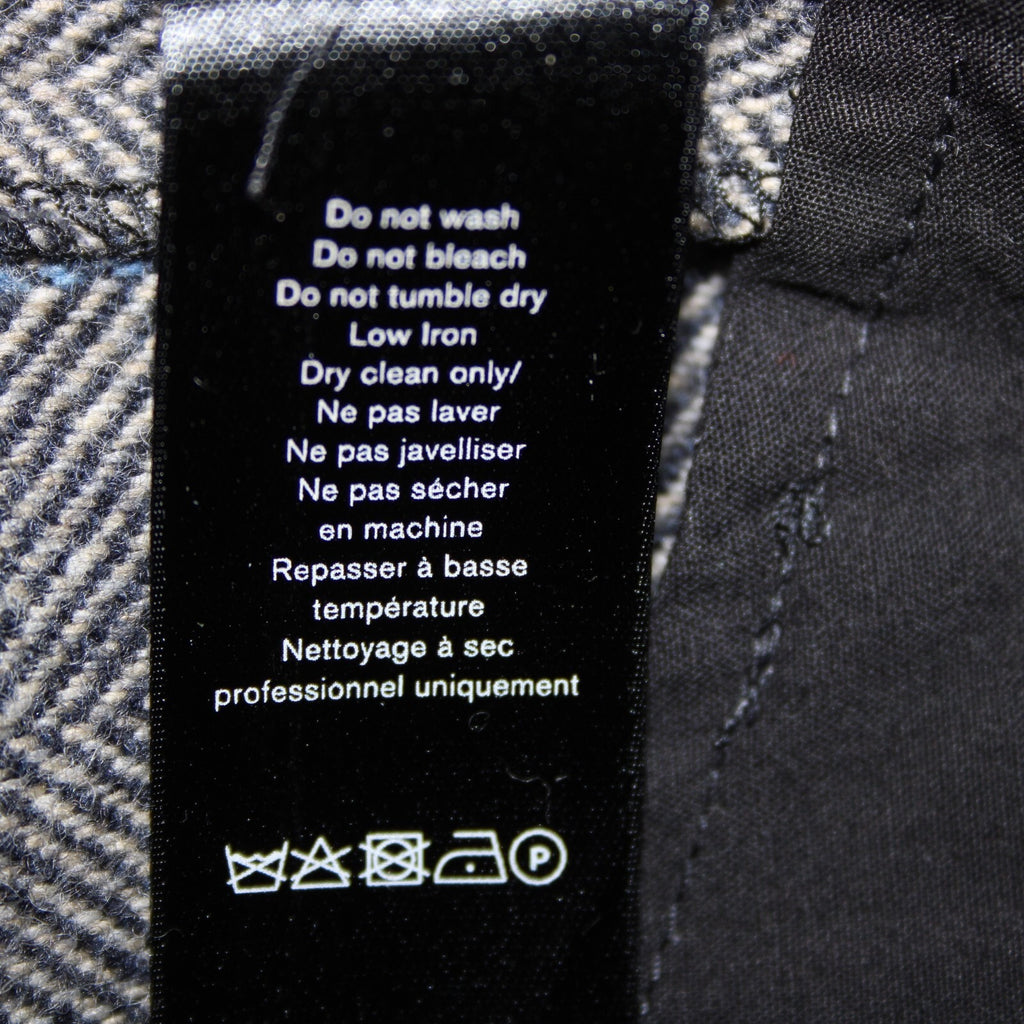 Do not wash
Do not bleach
Do not tumble dry
Low Iron
Dry clean only/
Ne pas laver
Ne pas javelliser
Ne pas sécher
en machine
Repasser à basse
température
Nettoyage à sec
professionnel uniquement
P